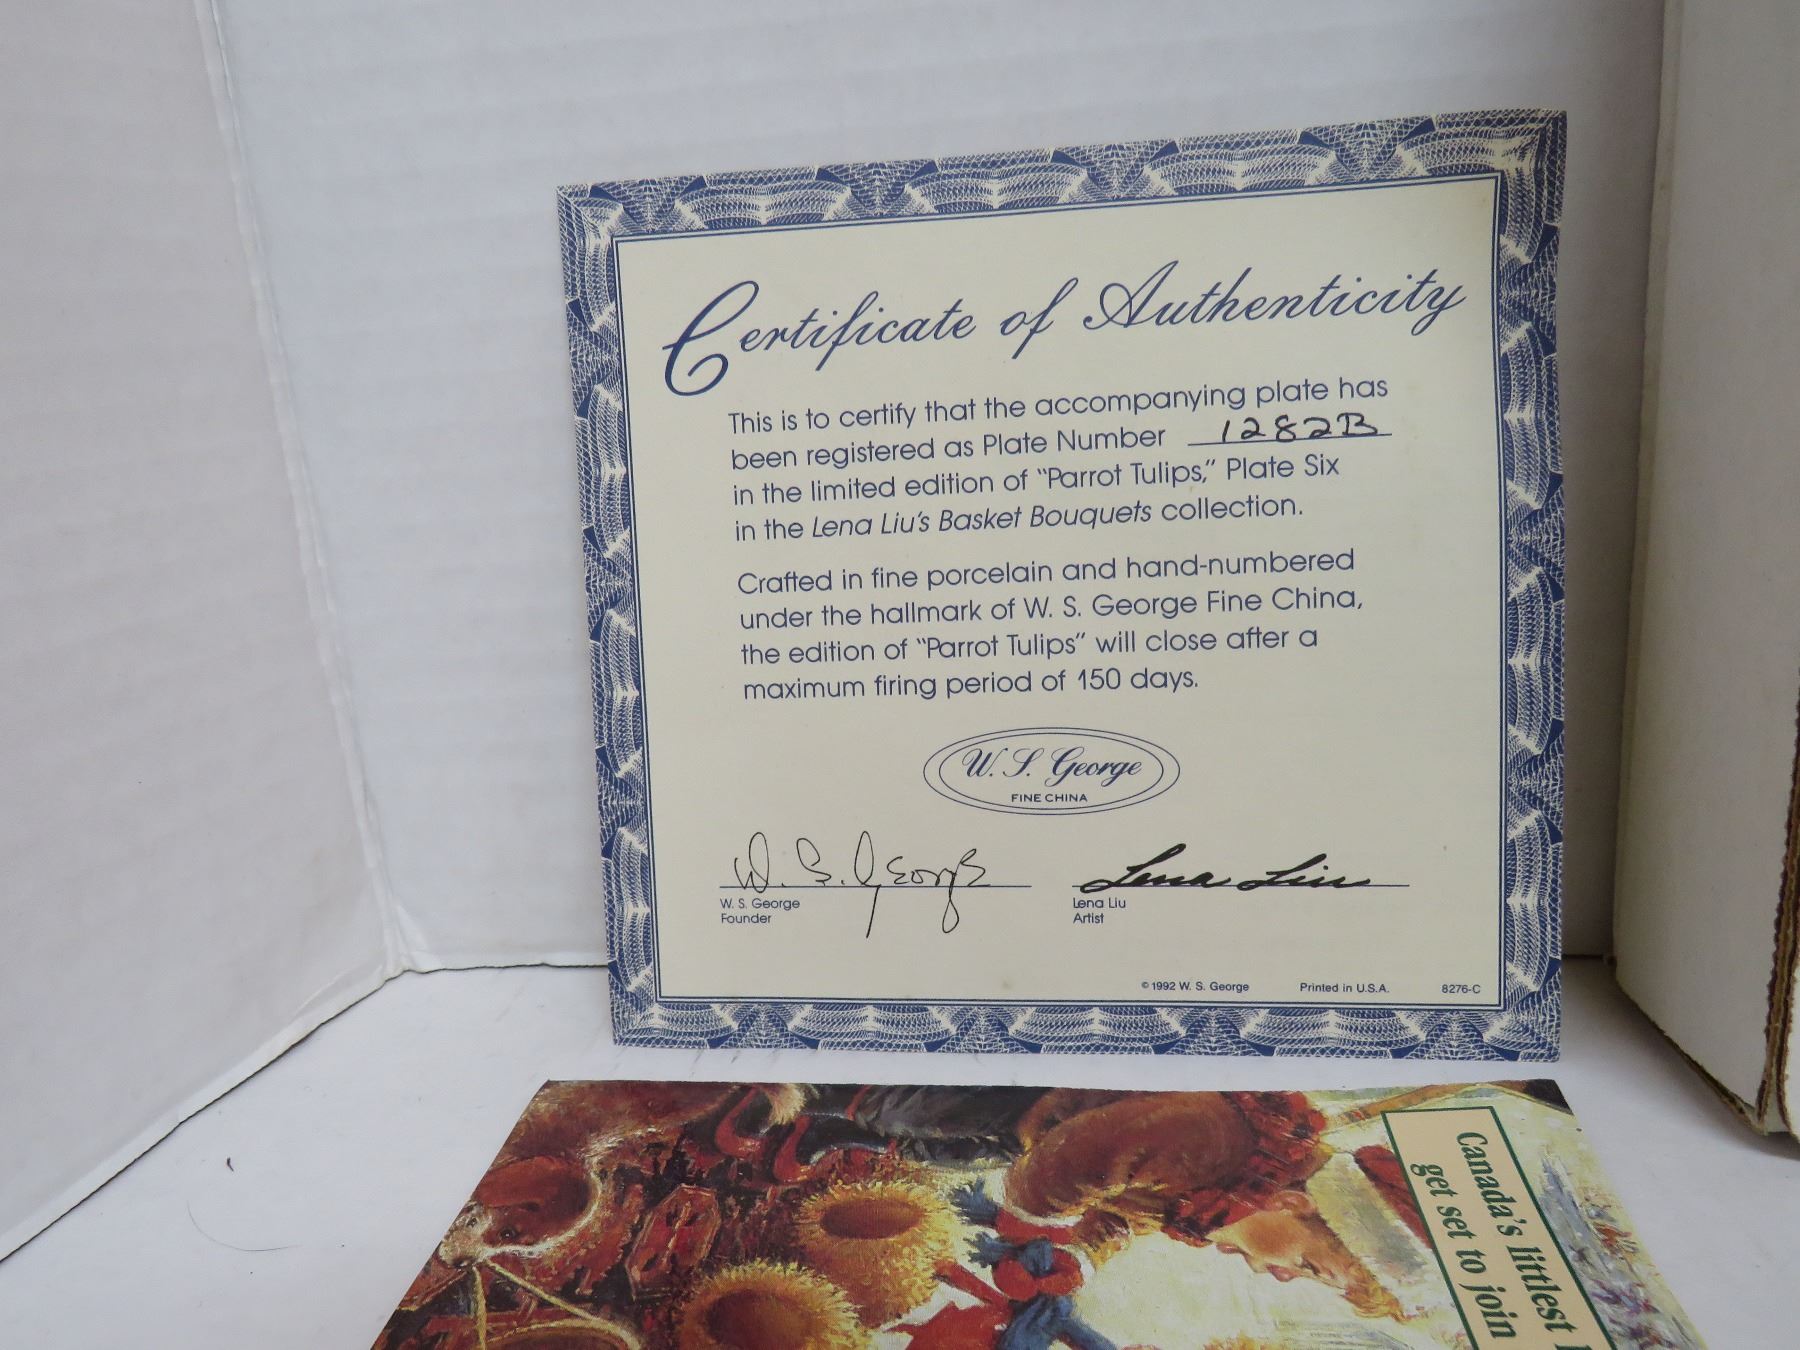 Certificate of Authenticity
This is to certify that the accompanying plate has
been registered as Plate Number 1282B
in the limited edition of "Parrot Tulips," Plate Six
in the Lena Liu's Basket Bouquets collection.
Crafted in fine porcelain and hand-numbered
under the hallmark of W. S. George Fine China,
the edition of "Parrot Tulips" will close after a
maximum firing period of 150 days.
W. S. George
FINE CHINA
W. S. George
Lena Liu
W. S. George
Founder
Lena Liu
Artist
© 1992 W. S. George Printed in U.S.A. 8276-C
Canada's littlest
get set to join